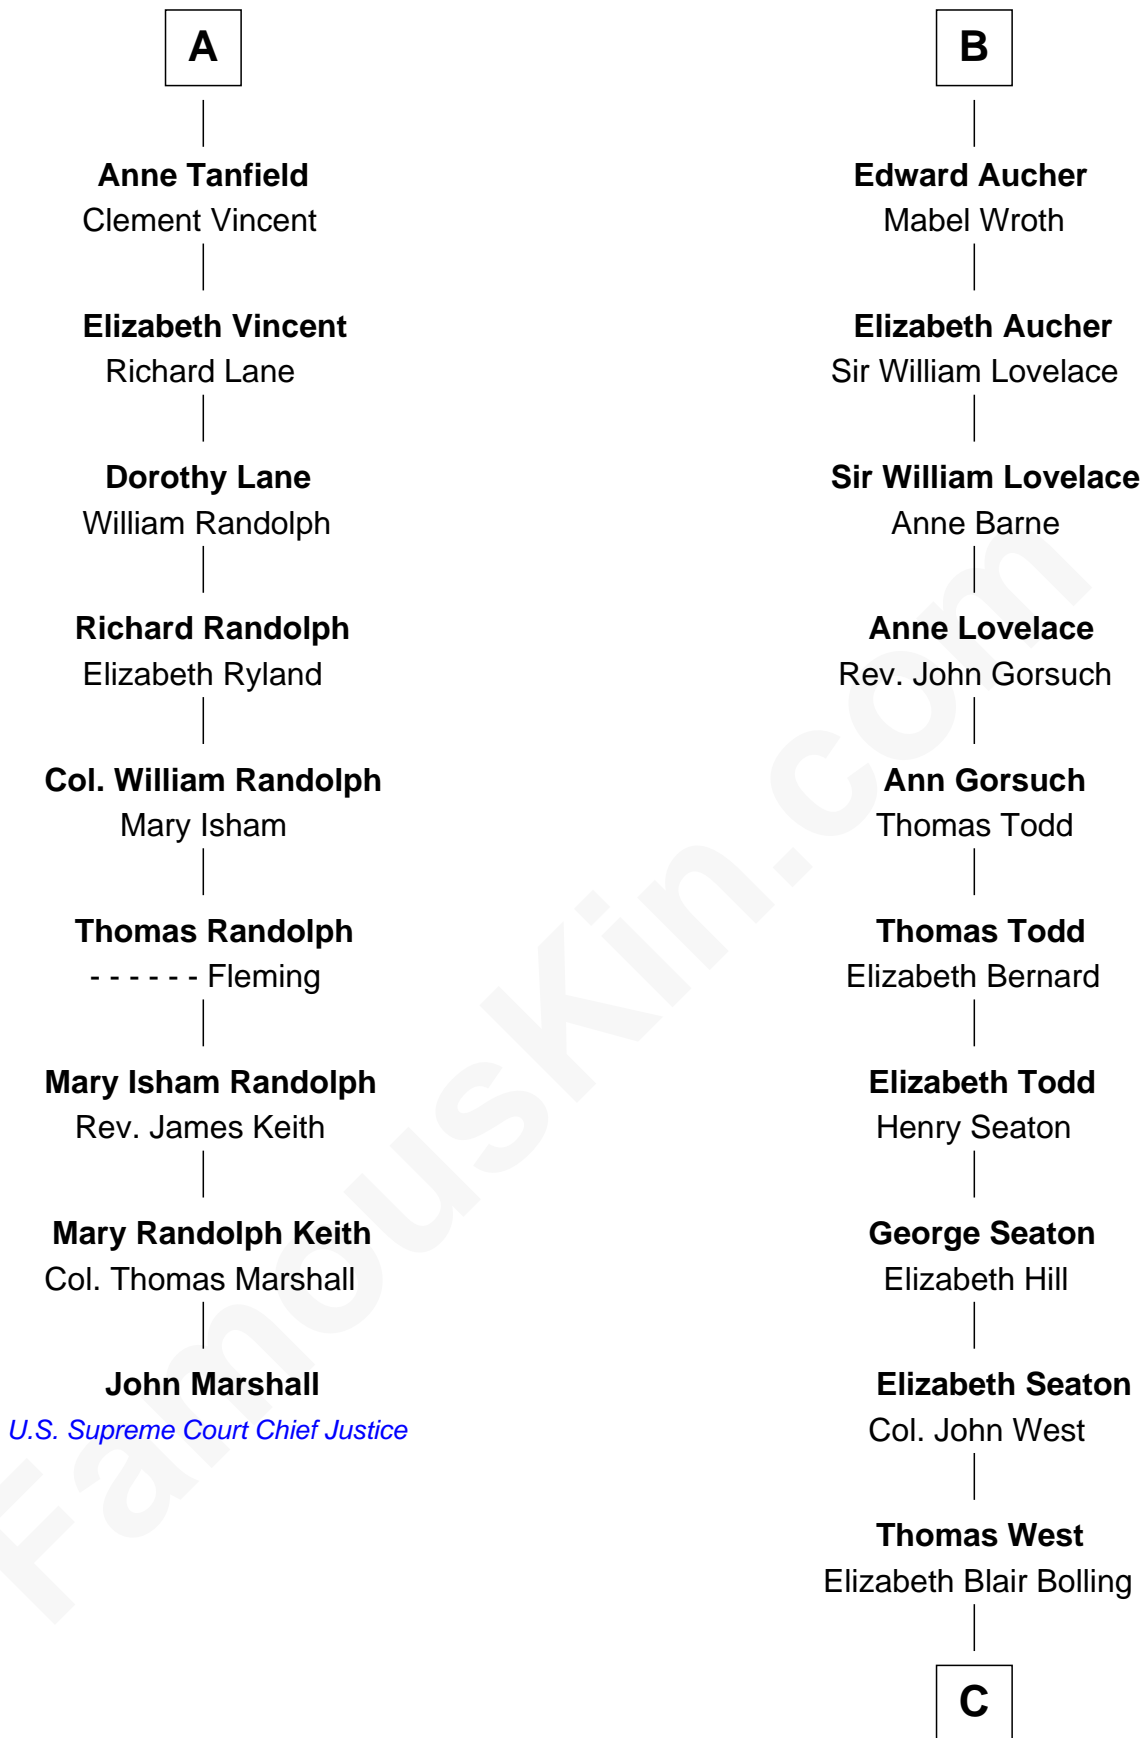 A
Anne Tanfield
Clement Vincent
Elizabeth Vincent
Richard Lane
Dorothy Lane
William Randolph
Richard Randolph
Elizabeth Ryland
Col. William Randolph
Mary Isham
Thomas Randolph
- - - - - - Fleming
Mary Isham Randolph
Rev. James Keith
Mary Randolph Keith
Col. Thomas Marshall
John Marshall
U.S. Supreme Court Chief Justice
B
Edward Aucher
Mabel Wroth
Elizabeth Aucher
Sir William Lovelace
Sir William Lovelace
Anne Barne
Anne Lovelace
Rev. John Gorsuch
Ann Gorsuch
Thomas Todd
Thomas Todd
Elizabeth Bernard
Elizabeth Todd
Henry Seaton
George Seaton
Elizabeth Hill
Elizabeth Seaton
Col. John West
Thomas West
Elizabeth Blair Bolling
C
FamousKin.com